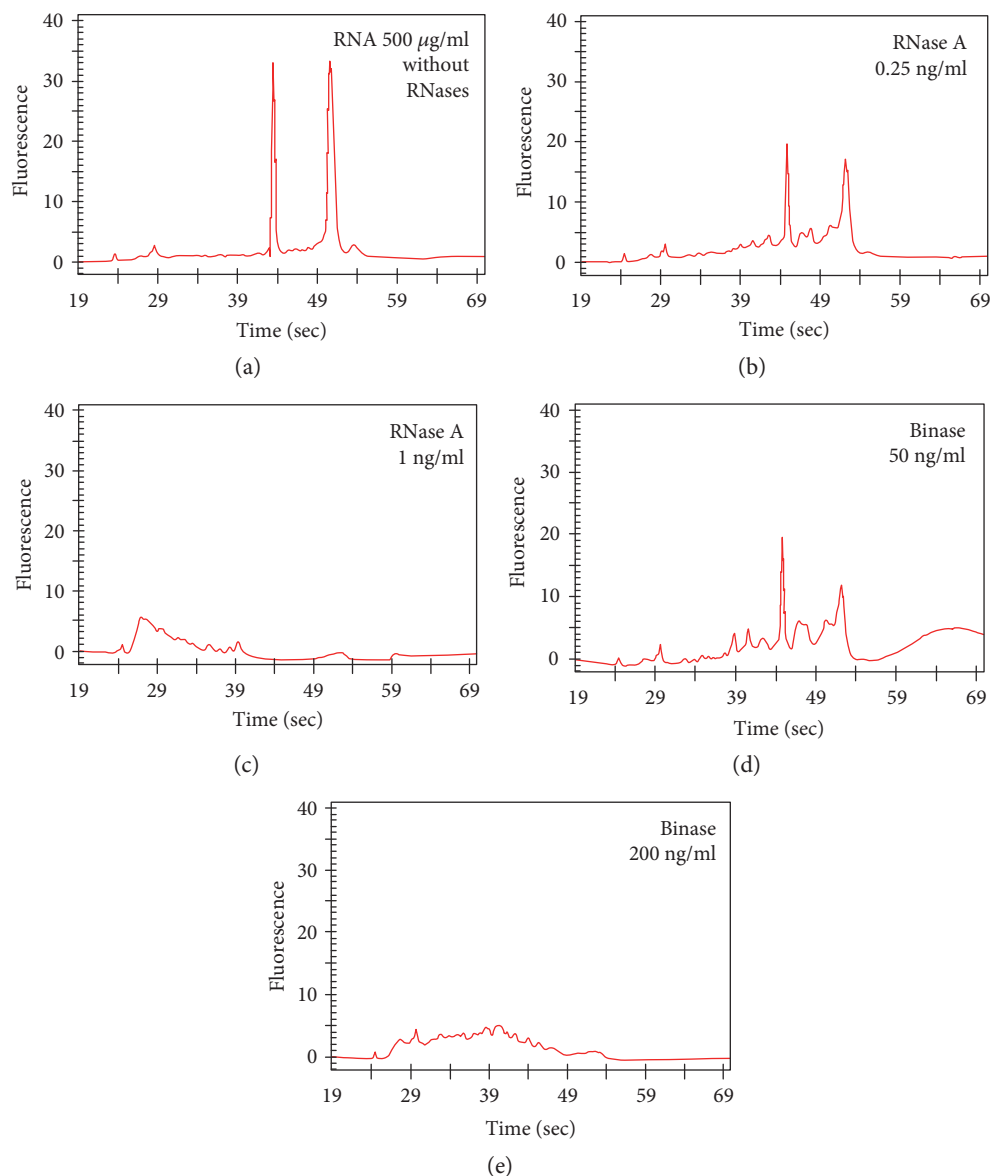 40
30
20
10
0
Fluorescence
RNA 500 μg/ml
without
RNases
19 29 39 49 59 69
Time (sec)
(a)
40
30
20
10
0
Fluorescence
RNase A
0.25 ng/ml
19 29 39 49 59 69
Time (sec)
(b)
40
30
20
10
0
Fluorescence
RNase A
1 ng/ml
19 29 39 49 59 69
Time (sec)
(c)
40
30
20
10
0
Fluorescence
Binase
50 ng/ml
19 29 39 49 59 69
Time (sec)
(d)
40
30
20
10
0
Fluorescence
Binase
200 ng/ml
19 29 39 49 59 69
Time (sec)
(e)